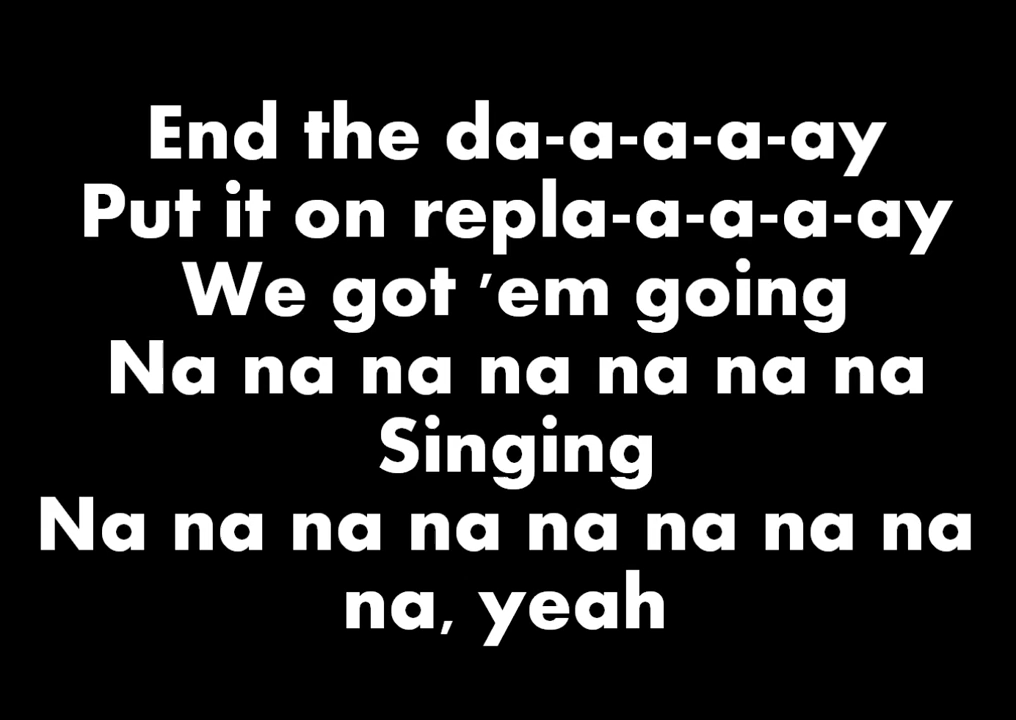 End the da-a-a-a-ay
Put it on repla-a-a-a-ay
We got 'em going
Na na na na na na na
Singing
Na na na na na na na na
na, yeah